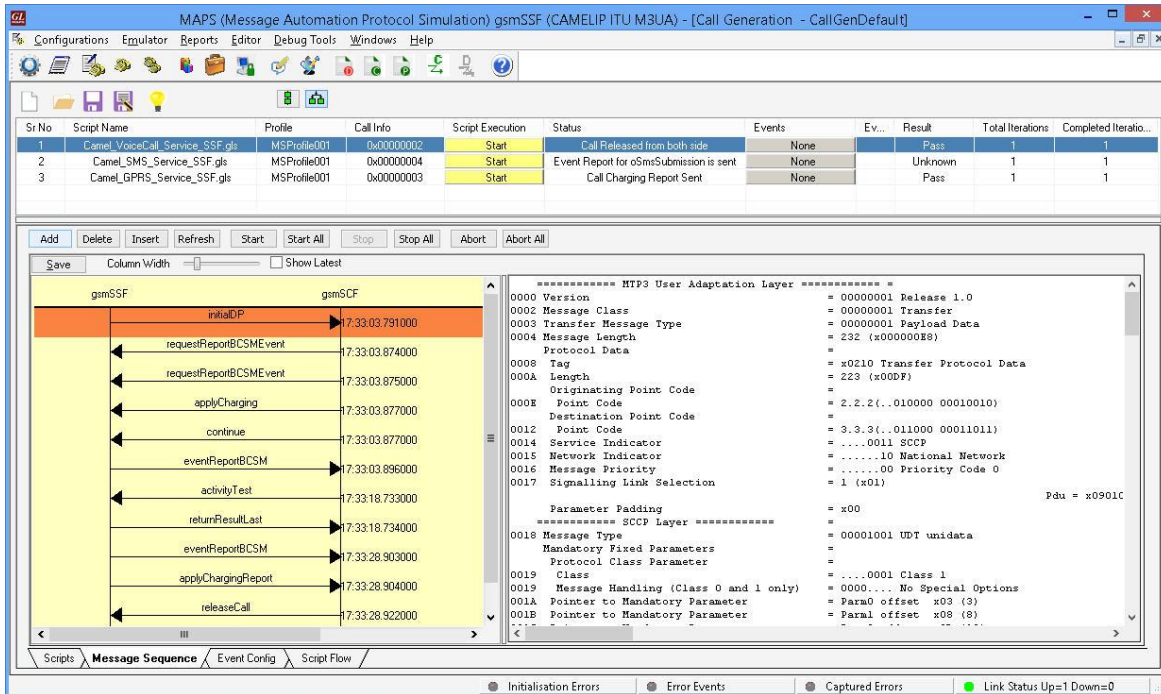 GL MAPS (Message Automation Protocol Simulation) gsmSSF (CAMELIP ITU M3UA) - [Call Generation - CallGenDefault]
Configurations Emulator Reports Editor Debug Tools Windows Help
Sr No Script Name Profile Call Info Script Execution Status Events Ev... Result Total Iterations Completed Iteratio...
1 Camel_VoiceCall_Service_SSF.gls MSProfile001 0x00000002 Start Call Released from both side None Pass 1 1
2 Camel_SMS_Service_SSF.gls MSProfile001 0x00000004 Start Event Report for oSmsSubmission is sent None Unknown 1 1
3 Camel_GPRS_Service_SSF.gls MSProfile001 0x00000003 Start Call Charging Report Sent None Pass 1 1
Add Delete Insert Refresh Start Start All Stop Stop All Abort Abort All
Save Column Width Show Latest
gsmSSF gsmSCF
initialDP
17:33:03.791000
requestReportBCSMEvent
17:33:03.874000
requestReportBCSMEvent
17:33:03.875000
applyCharging
17:33:03.877000
continue
17:33:03.877000
eventReportBCSM
17:33:03.896000
activityTest
17:33:18.733000
returnResultLast
17:33:18.734000
eventReportBCSM
17:33:28.903000
applyChargingReport
17:33:28.904000
releaseCall
17:33:28.922000
============ MTP3 User Adaptation Layer ============ =
0000 Version = 00000001 Release 1.0
0002 Message Class = 00000001 Transfer
0003 Transfer Message Type = 00000001 Payload Data
0004 Message Length = 232 (x000000E8)
Protocol Data =
0008 Tag = x0210 Transfer Protocol Data
000A Length = 223 (x00DF)
Originating Point Code =
000E Point Code = 2.2.2(..010000 00010010)
Destination Point Code =
0012 Point Code = 3.3.3(..011000 00011011)
0014 Service Indicator = ....0011 SCCP
0015 Network Indicator = ......10 National Network
0016 Message Priority = ......00 Priority Code 0
0017 Signalling Link Selection = 1 (x01)
Pdu = x0901
Parameter Padding = x00
============ SCCP Layer ============ =
0018 Message Type = 00001001 UDT unidata
Mandatory Fixed Parameters =
Protocol Class Parameter =
0019 Class = ....0001 Class 1
0019 Message Handling (Class 0 and 1 only) = 0000.... No Special Options
001A Pointer to Mandatory Parameter = Parm0 offset x03 (3)
001B Pointer to Mandatory Parameter = Parm1 offset x08 (8)
Scripts Message Sequence Event Config Script Flow
Initialisation Errors Error Events Captured Errors Link Status Up=1 Down=0